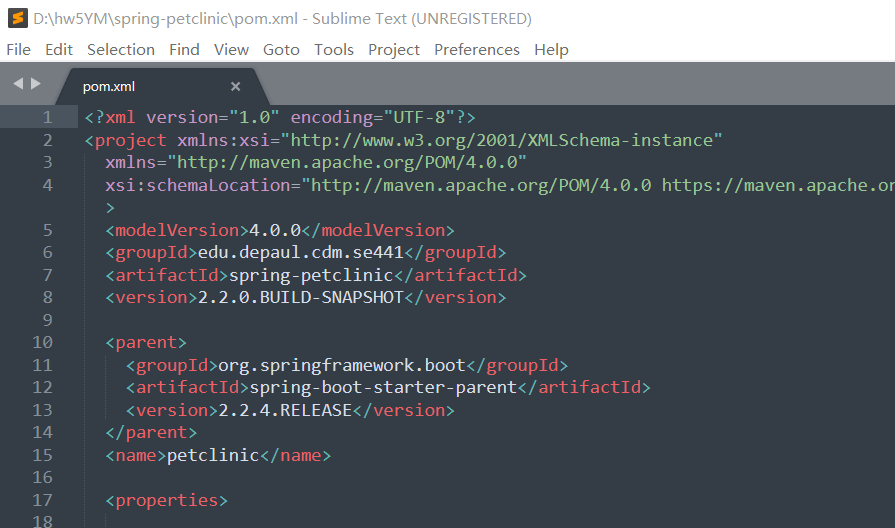 D:\hw5YM\spring-petclinic\pom.xml - Sublime Text (UNREGISTERED)
File Edit Selection Find View Goto Tools Project Preferences Help
pom.xml
1 <?xml version="1.0" encoding="UTF-8"?>
2 <project xmlns:xsi="http://www.w3.org/2001/XMLSchema-instance"
3 xmlns="http://maven.apache.org/POM/4.0.0"
4 xsi:schemaLocation="http://maven.apache.org/POM/4.0.0 https://maven.apache.or
>
5 <modelVersion>4.0.0</modelVersion>
6 <groupId>edu.depaul.cdm.se441</groupId>
7 <artifactId>spring-petclinic</artifactId>
8 <version>2.2.0.BUILD-SNAPSHOT</version>
9
10 <parent>
11 <groupId>org.springframework.boot</groupId>
12 <artifactId>spring-boot-starter-parent</artifactId>
13 <version>2.2.4.RELEASE</version>
14 </parent>
15 <name>petclinic</name>
16
17 <properties>
18